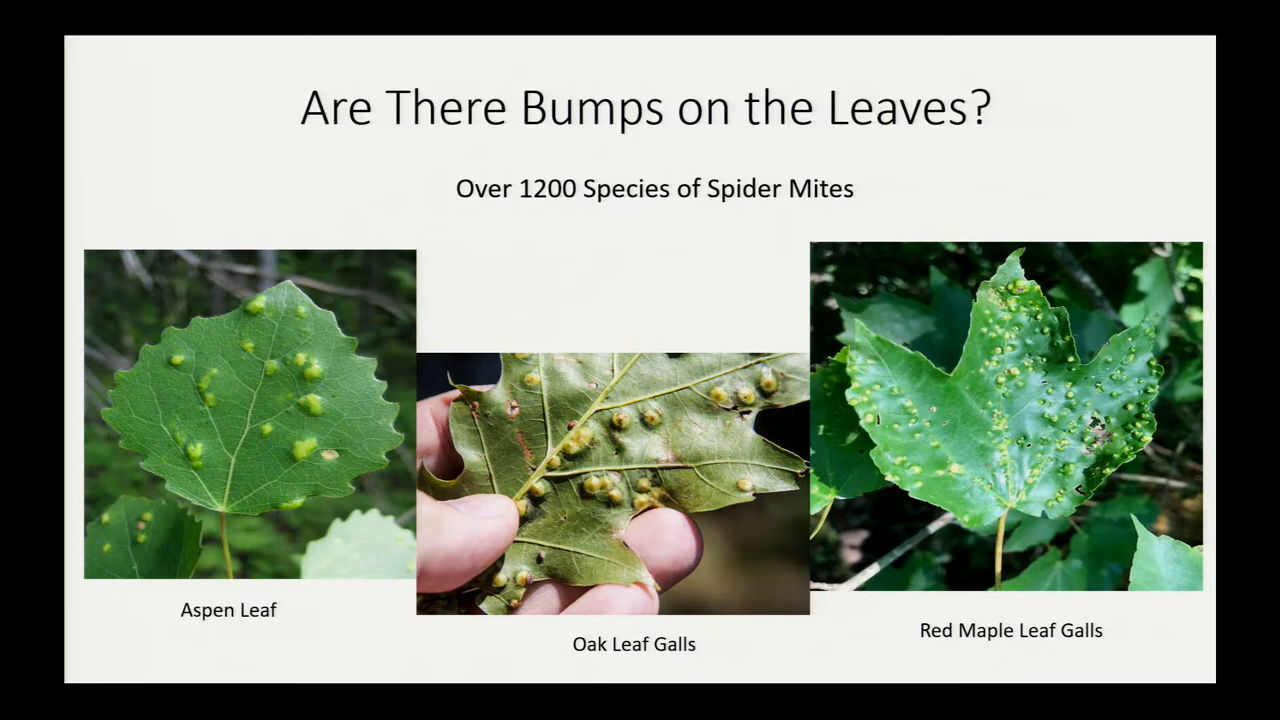 Are There Bumps on the Leaves?
Over 1200 Species of Spider Mites
Aspen Leaf
Oak Leaf Galls
Red Maple Leaf Galls